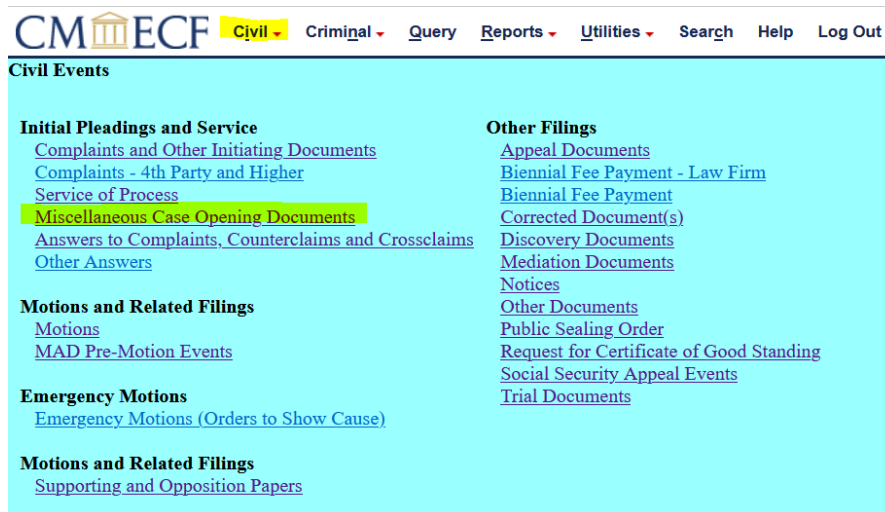 CM ECF Civil Criminal Query Reports Utilities Search Help Log Out
Civil Events
Initial Pleadings and Service
Complaints and Other Initiating Documents
Complaints - 4th Party and Higher
Service of Process
Miscellaneous Case Opening Documents
Answers to Complaints, Counterclaims and Crossclaims
Other Answers
Motions and Related Filings
Motions
MAD Pre-Motion Events
Emergency Motions
Emergency Motions (Orders to Show Cause)
Motions and Related Filings
Supporting and Opposition Papers
Other Filings
Appeal Documents
Biennial Fee Payment - Law Firm
Biennial Fee Payment
Corrected Document(s)
Discovery Documents
Mediation Documents
Notices
Other Documents
Public Sealing Order
Request for Certificate of Good Standing
Social Security Appeal Events
Trial Documents